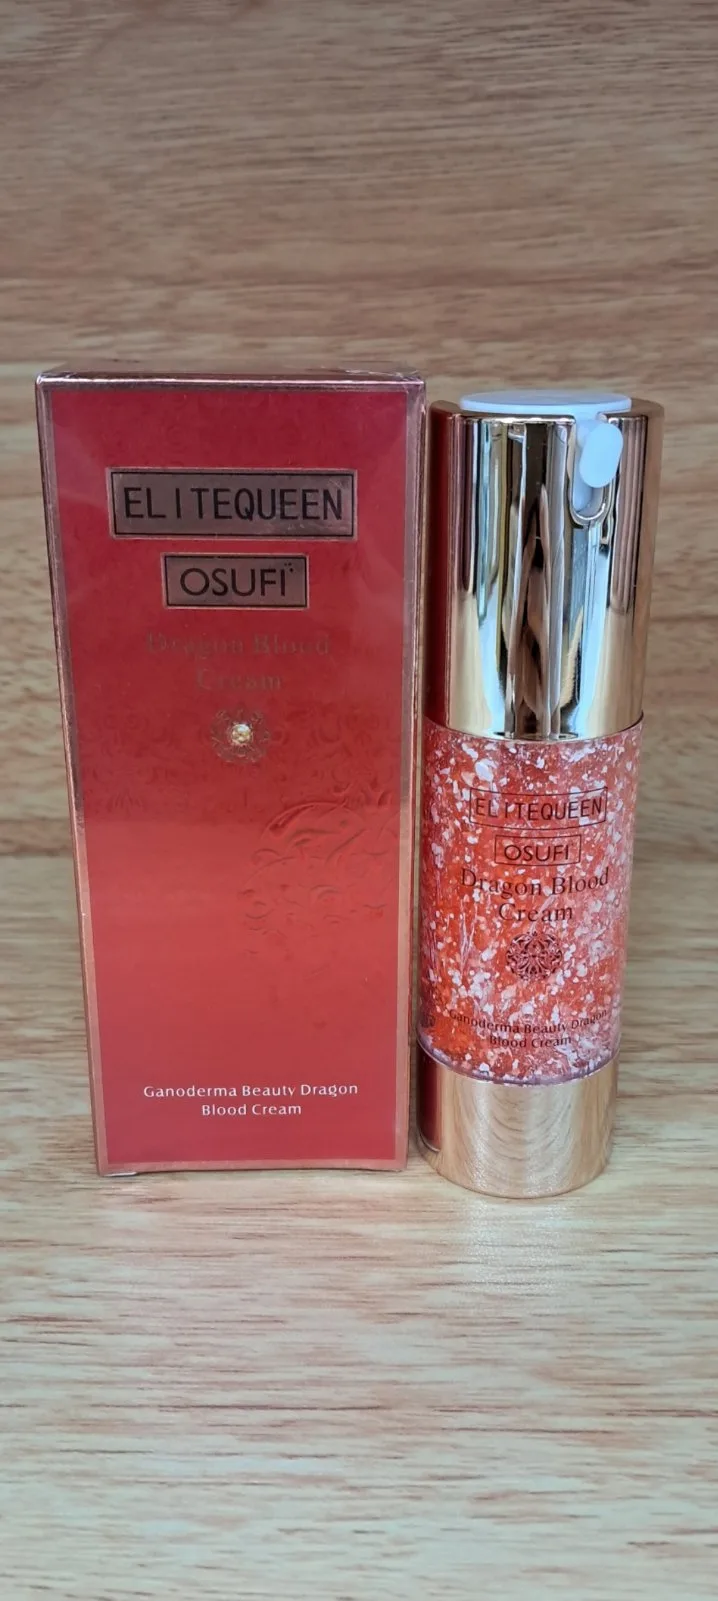 ELITEQUEEN
OSUFI
Dragon Blood
Cream
Ganoderma Beauty Dragon
Blood Cream
ELITEQUEEN
OSUFI
Dragon Blood
Cream
Ganoderma Beauty Dragon
Blood Cream